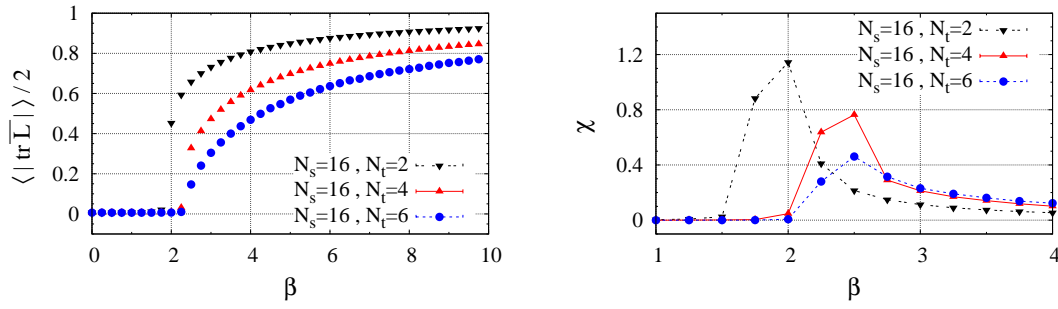 ⟨ | tr L̅ | ⟩ / 2
1
0.8
0.6
0.4
0.2
0
N_s=16 , N_t=2
N_s=16 , N_t=4
N_s=16 , N_t=6
0 2 4 6 8 10
β
χ
1.2
0.8
0.4
0
N_s=16 , N_t=2
N_s=16 , N_t=4
N_s=16 , N_t=6
1 2 3 4
β